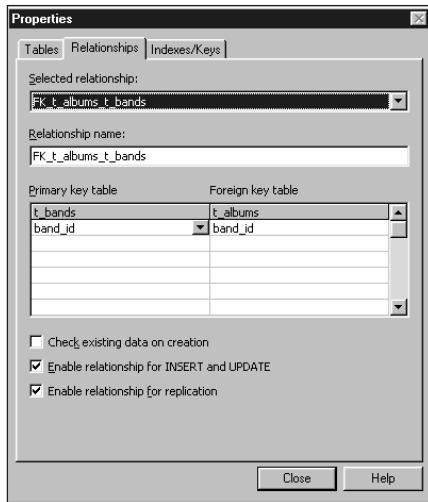 Properties
Tables Relationships Indexes/Keys
Selected relationship:
FK_t_albums_t_bands
Relationship name:
FK_t_albums_t_bands
Primary key table Foreign key table
t_bands t_albums
band_id band_id
Check existing data on creation
Enable relationship for INSERT and UPDATE
Enable relationship for replication
Close Help